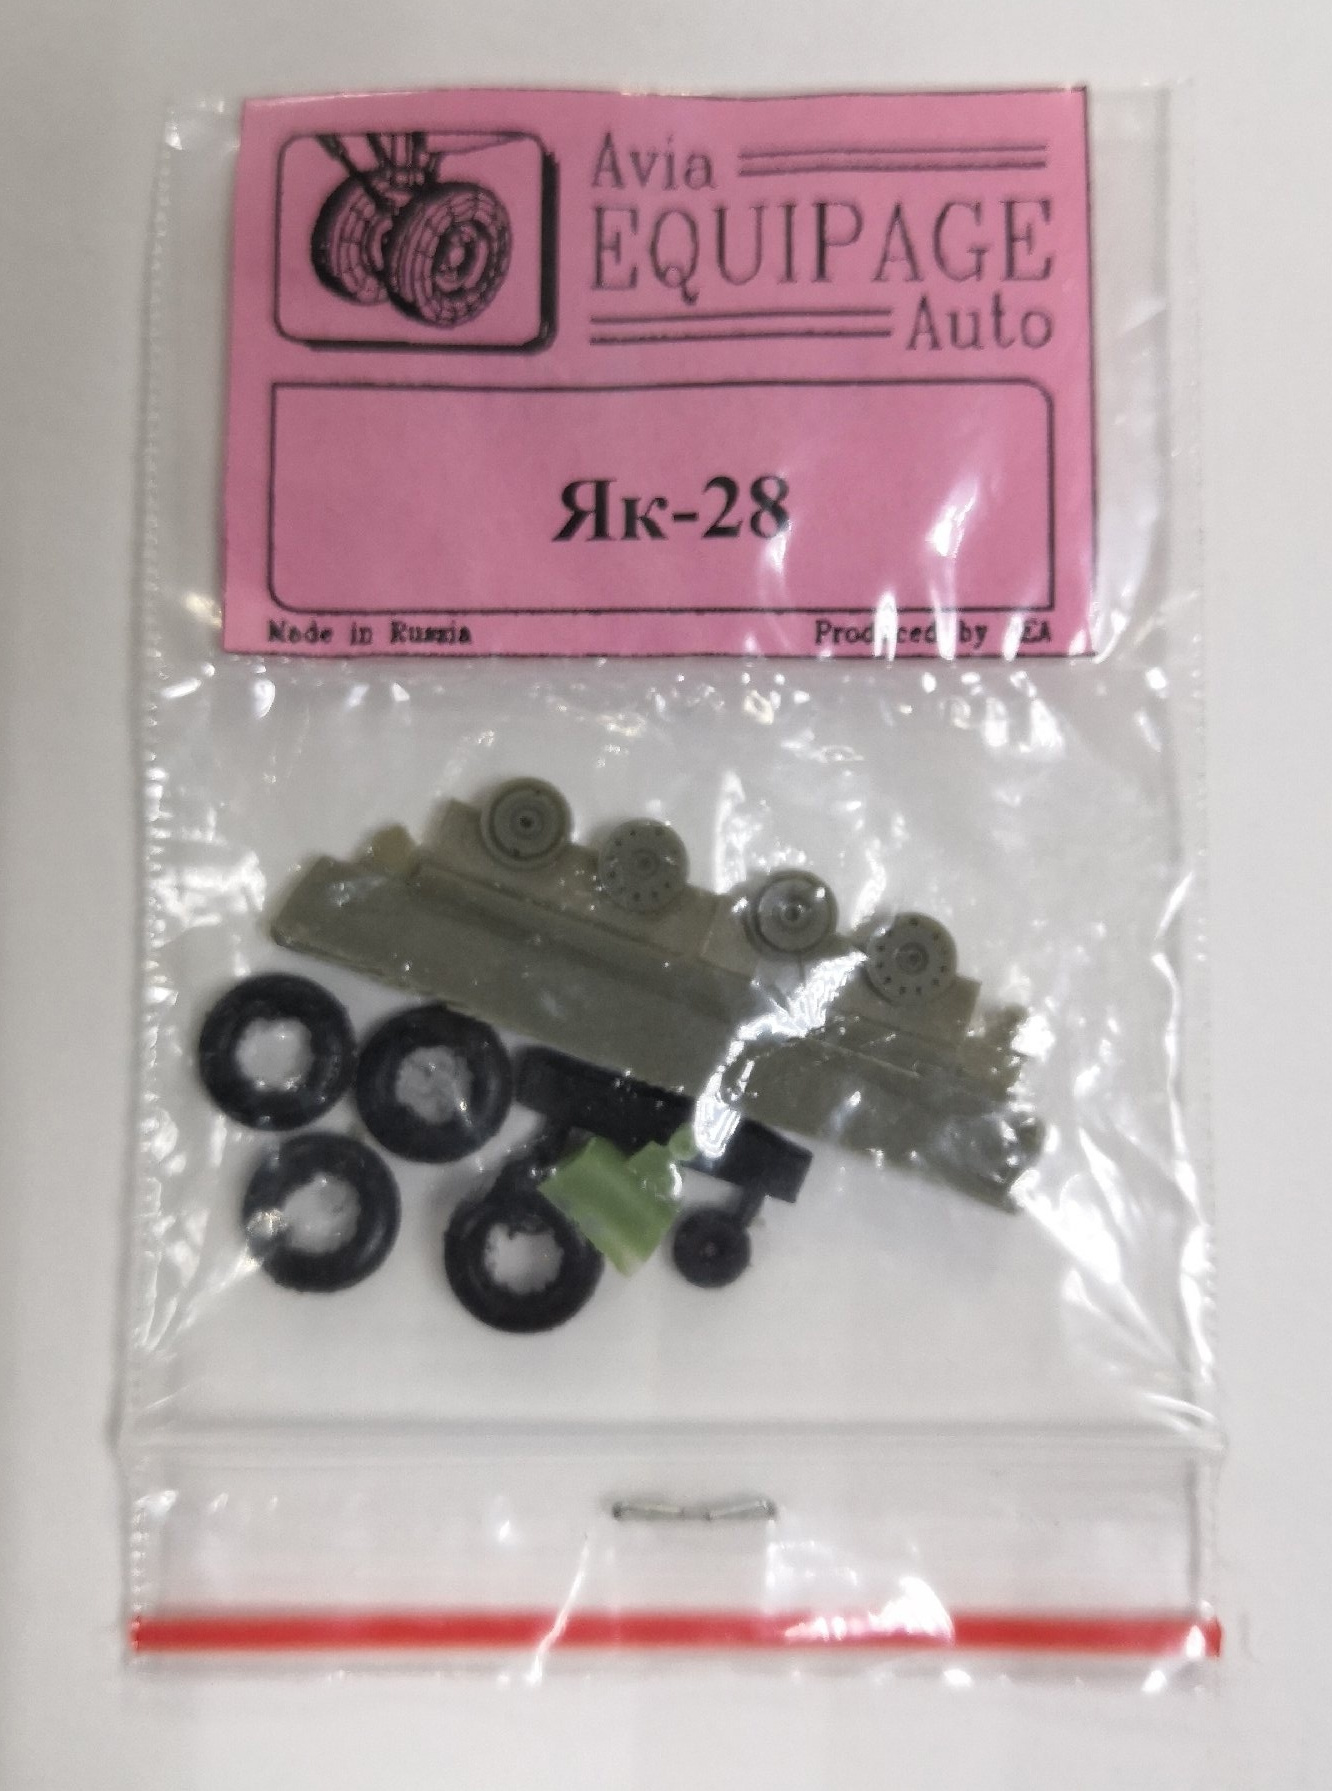 Avia
EQUIPAGE
Auto
Як-28
Made in Russia
Produced by